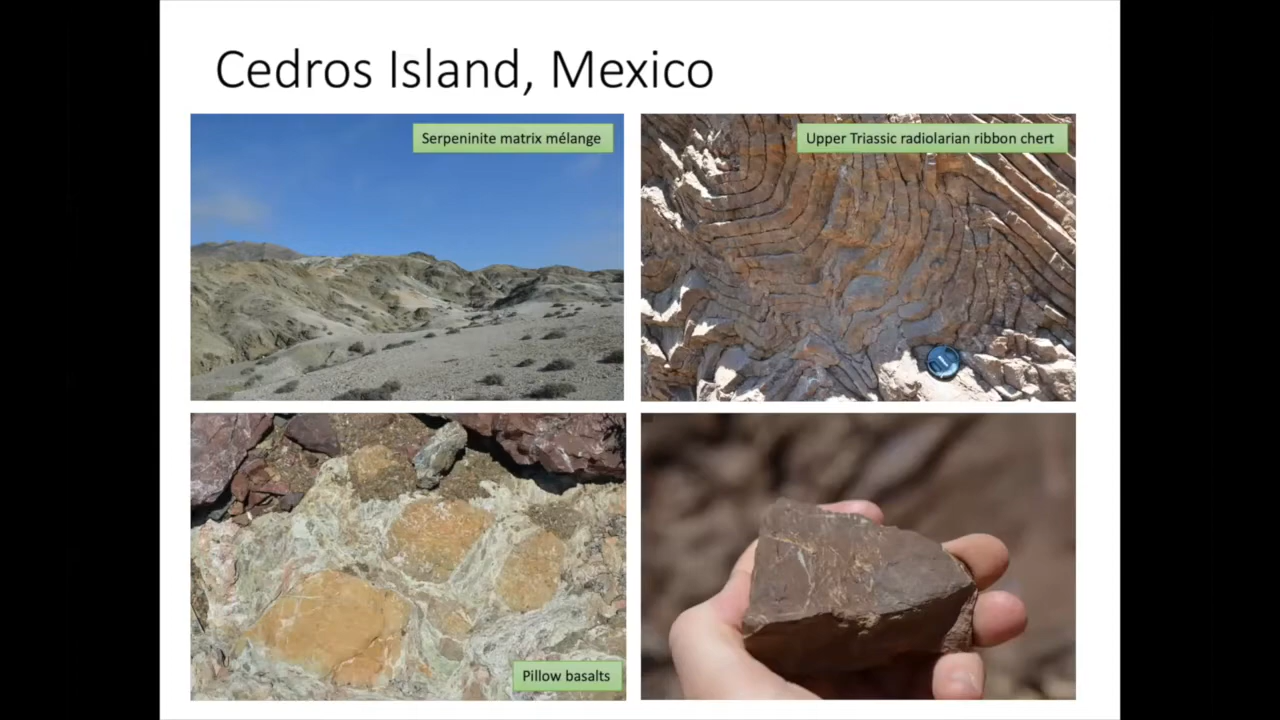 Cedros Island, Mexico
Serpeninite matrix mélange
Upper Triassic radiolarian ribbon chert
Pillow basalts